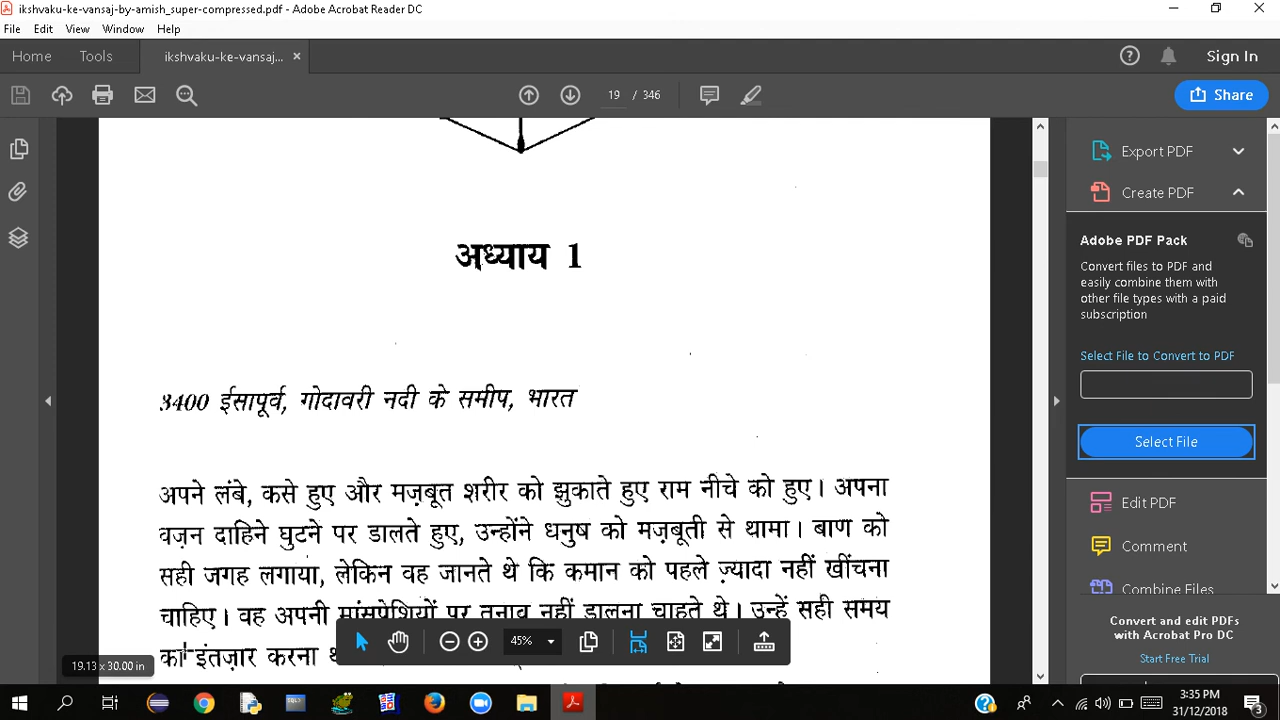 ikshvaku-ke-vansaj-by-amish_super-compressed.pdf - Adobe Acrobat Reader DC
File Edit View Window Help
Home Tools ikshvaku-ke-vansaj-... × Sign In
19 / 346 Share
Export PDF
Create PDF
Adobe PDF Pack
Convert files to PDF and
easily combine them with
other file types with a paid
subscription
Select File to Convert to PDF
Select File
Edit PDF
Comment
Combine Files
Convert and edit PDFs
with Acrobat Pro DC
Start Free Trial
अध्याय 1
3400 ईसापूर्व, गोदावरी नदी के समीप, भारत
अपने लंबे, कसे हुए और मज़बूत शरीर को झुकाते हुए राम नीचे को हुए। अपना
वज़न दाहिने घुटने पर डालते हुए, उन्होंने धनुष को मज़बूती से थामा। बाण को
सही जगह लगाया, लेकिन वह जानते थे कि कमान को पहले ज़्यादा नहीं खींचना
चाहिए। वह अपनी मांसपेशियों पर तनाव नहीं डालना चाहते थे। उन्हें सही समय
का इंतज़ार करना
45%
19.13 x 30.00 in
3:35 PM
31/12/2018
3